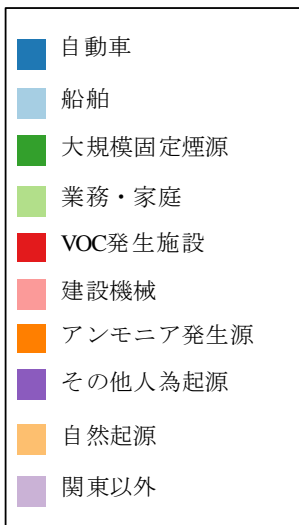 自動車
船舶
大規模固定煙源
業務・家庭
VOC発生施設
建設機械
アンモニア発生源
その他人為起源
自然起源
関東以外